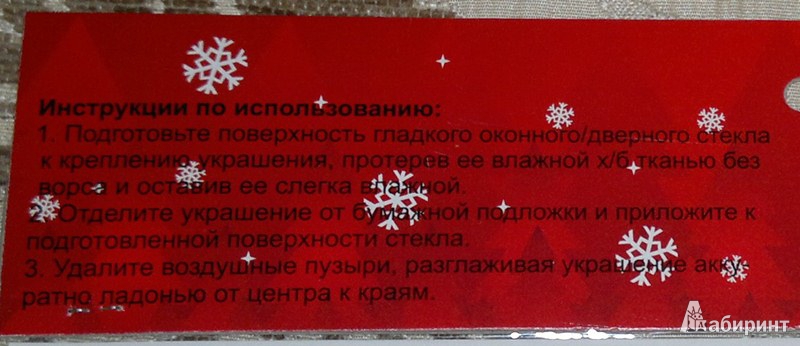 Инструкции по использованию:
1. Подготовьте поверхность гладкого оконного/дверного стекла
к креплению украшения, протерев ее влажной х/б тканью без
ворса и оставив ее слегка влажной.
2. Отделите украшение от бумажной подложки и приложите к
подготовленной поверхности стекла.
3. Удалите воздушные пузыри, разглаживая украшение акку-
ратно ладонью от центра к краям.
Лабиринт